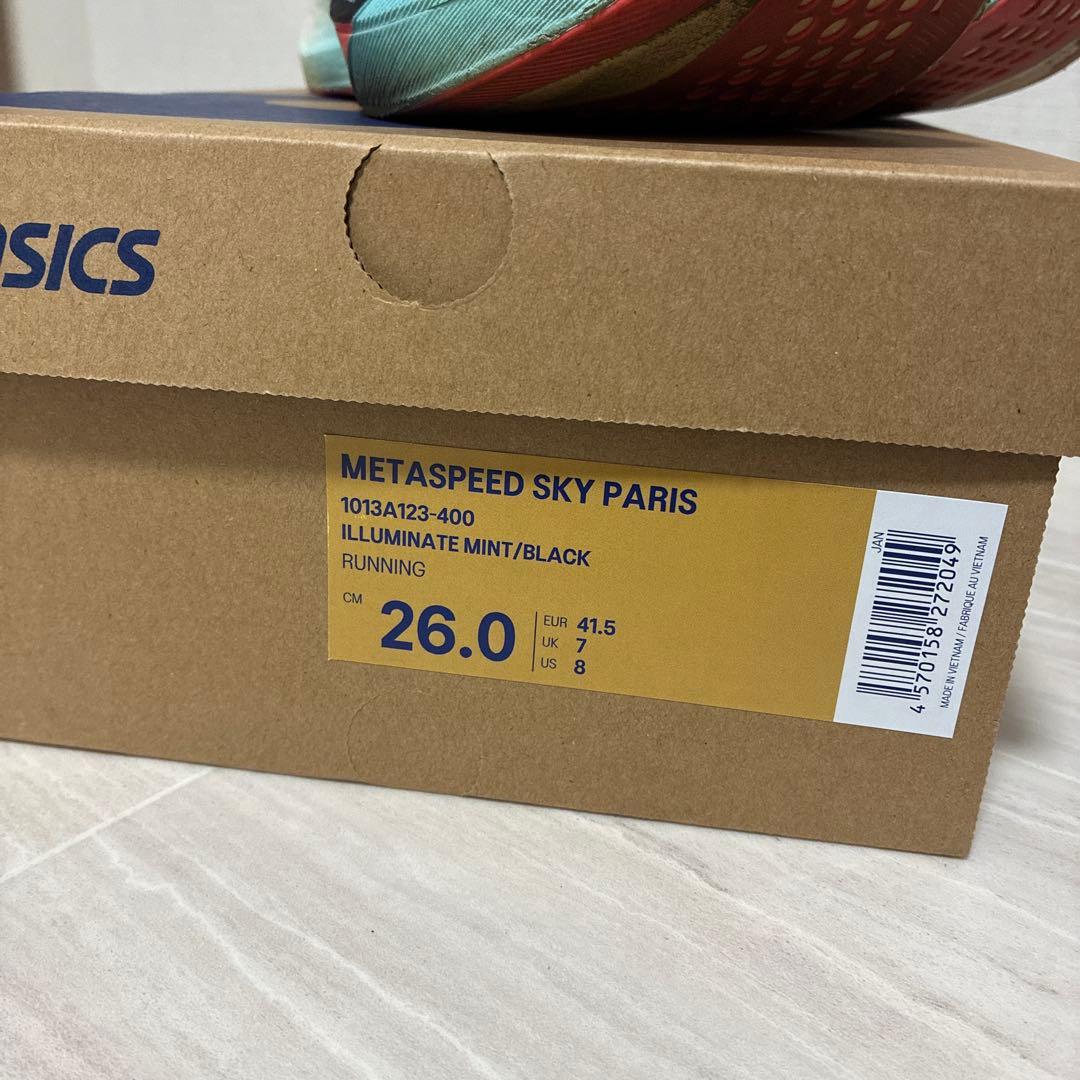 ASICS
METASPEED SKY PARIS
1013A123-400
ILLUMINATE MINT/BLACK
RUNNING
CM 26.0
EUR 41.5
UK 7
US 8
JAN
4 570158 272049
MADE IN VIETNAM / FABRIQUE AU VIETNAM